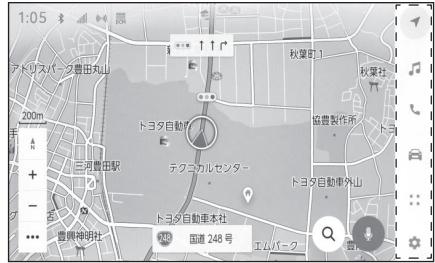 1:05
DCM
秋葉町1
アドリスパーク豊田丸山
秋葉社
200m
トヨタ自動車
協豊製作所
N
三河豊田駅
テクニカルセンター
トヨタ自動車外山
トヨタ自動車本社
豊興神明社
248 国道 248 号
エムパーク